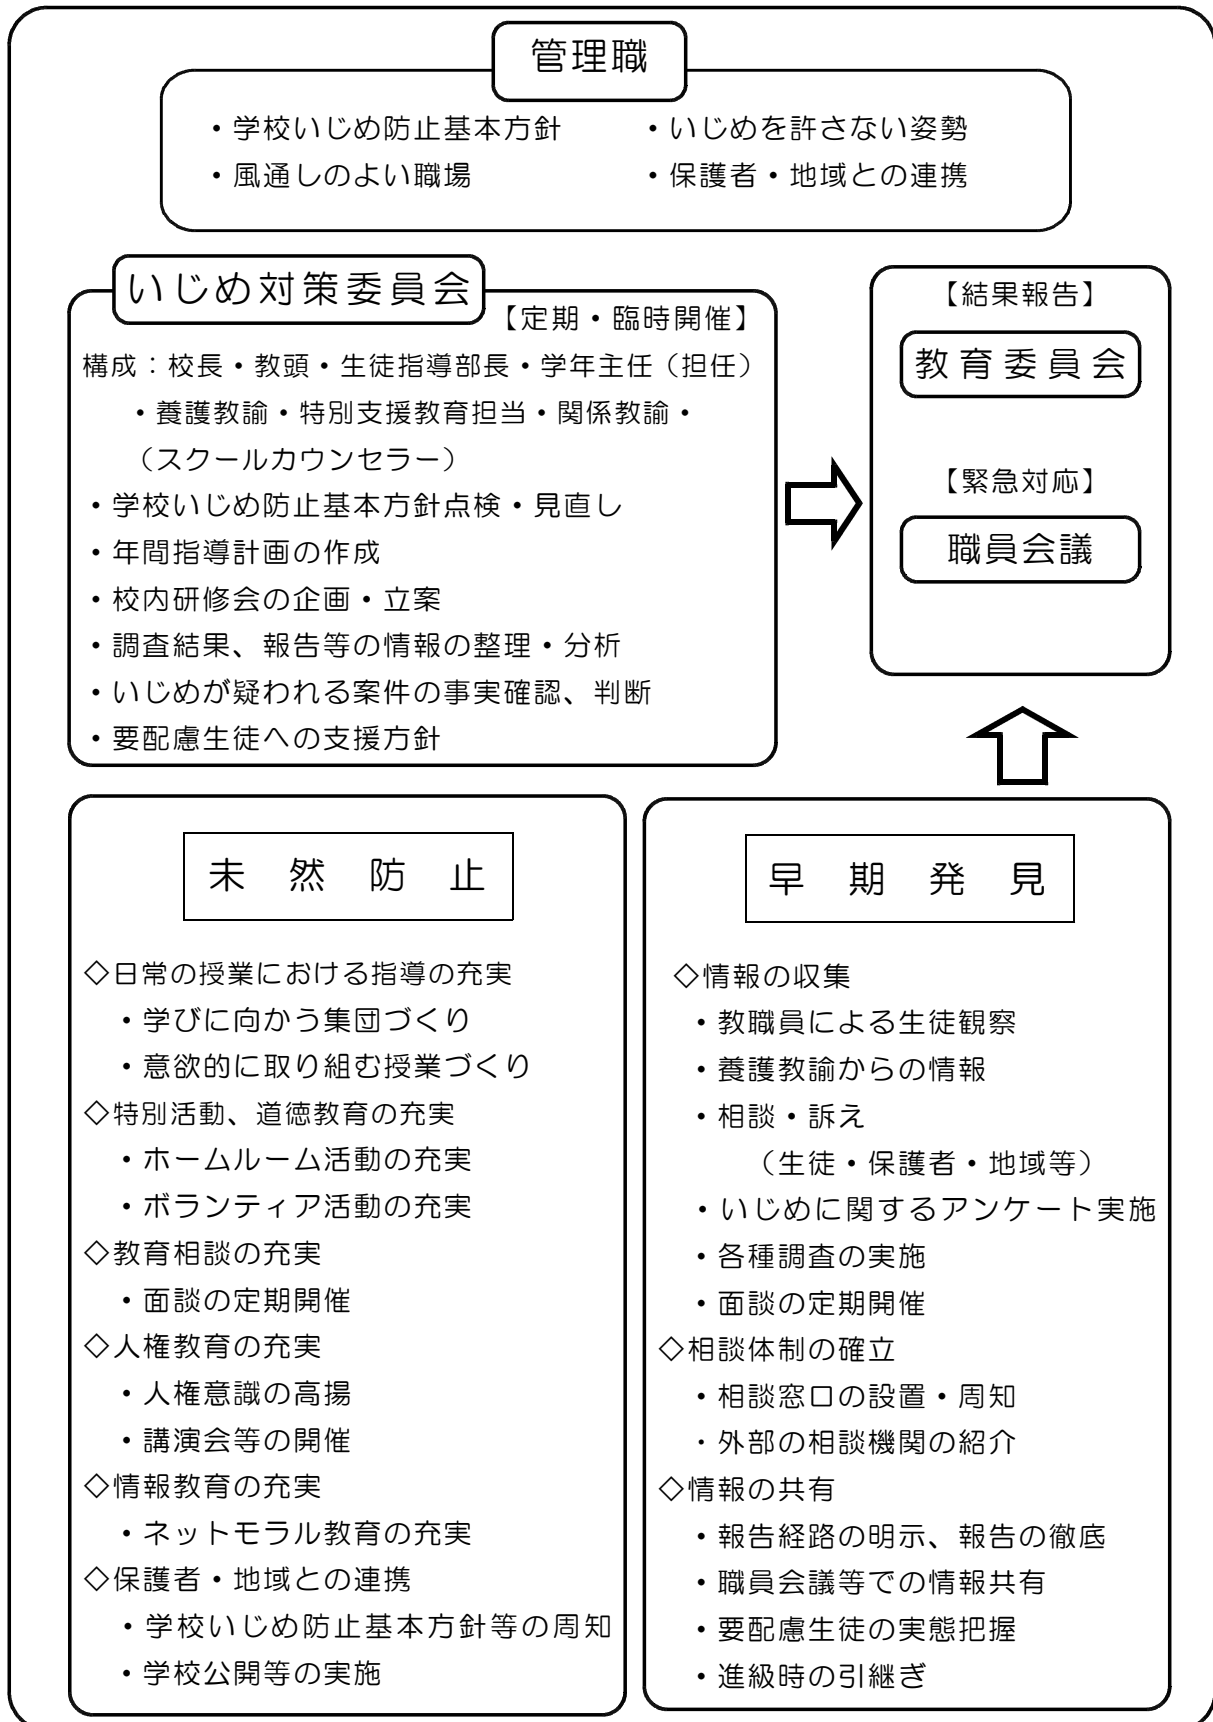 管理職
・学校いじめ防止基本方針 ・いじめを許さない姿勢
・風通しのよい職場 ・保護者・地域との連携
いじめ対策委員会
【定期・臨時開催】
構成：校長・教頭・生徒指導部長・学年主任（担任）
・養護教諭・特別支援教育担当・関係教諭・
（スクールカウンセラー）
・学校いじめ防止基本方針点検・見直し
・年間指導計画の作成
・校内研修会の企画・立案
・調査結果、報告等の情報の整理・分析
・いじめが疑われる案件の事実確認、判断
・要配慮生徒への支援方針
【結果報告】
教育委員会
【緊急対応】
職員会議
未然防止
◇日常の授業における指導の充実
・学びに向かう集団づくり
・意欲的に取り組む授業づくり
◇特別活動、道徳教育の充実
・ホームルーム活動の充実
・ボランティア活動の充実
◇教育相談の充実
・面談の定期開催
◇人権教育の充実
・人権意識の高揚
・講演会等の開催
◇情報教育の充実
・ネットモラル教育の充実
◇保護者・地域との連携
・学校いじめ防止基本方針等の周知
・学校公開等の実施
早期発見
◇情報の収集
・教職員による生徒観察
・養護教諭からの情報
・相談・訴え
（生徒・保護者・地域等）
・いじめに関するアンケート実施
・各種調査の実施
・面談の定期開催
◇相談体制の確立
・相談窓口の設置・周知
・外部の相談機関の紹介
◇情報の共有
・報告経路の明示、報告の徹底
・職員会議等での情報共有
・要配慮生徒の実態把握
・進級時の引継ぎ